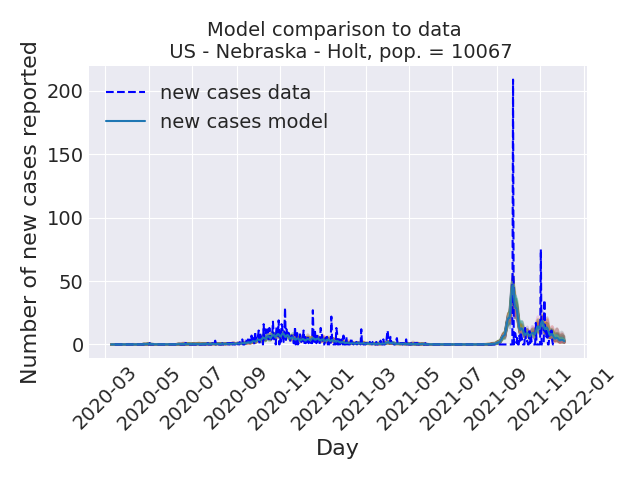 Model comparison to data
US - Nebraska - Holt, pop. = 10067
Number of new cases reported
200
150
100
50
0
new cases data
new cases model
2020-03
2020-05
2020-07
2020-09
2020-11
2021-01
2021-03
2021-05
2021-07
2021-09
2021-11
2022-01
Day